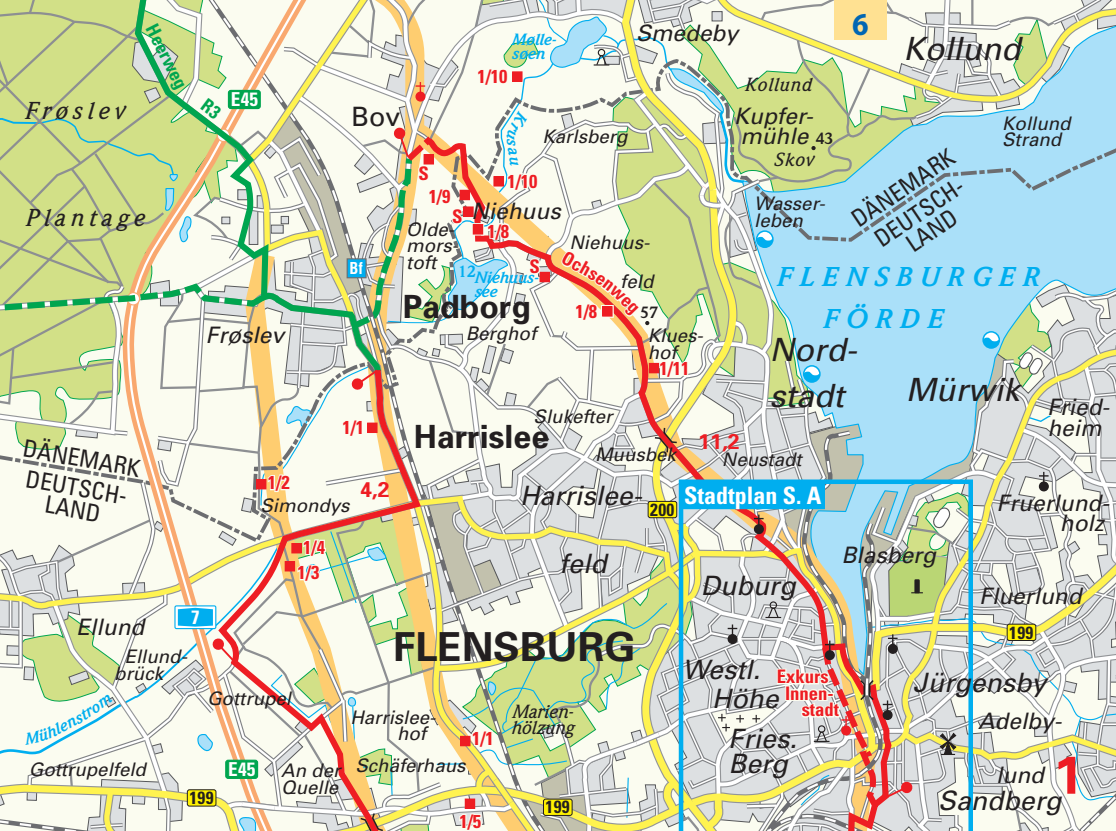 6
Smedeby
Kollund
Mølle-
søen
1/10
Heerweg
R3
E45
Frøslev
Kollund
Bov
Kupfer-
mühle
43
Skov
Kollund
Strand
Karlsberg
Krusau
S
1/10
1/9
S
Niehuus
1/8
Wasser-
leben
DÄNEMARK
DEUTSCH-
LAND
Plantage
Olde-
mors-
toft
Niehuus-
feld
Bf
12
Niehuus-
see
S
Ochsenweg
FLENSBURGER
FÖRDE
Padborg
1/8
57
Frøslev
Berghof
Klues-
hof
1/11
Nord-
stadt
Mürwik
Fried-
heim
Slukefter
1/1
Harrislee
11,2
Muusbek
Neustadt
DÄNEMARK
DEUTSCH-
LAND
1/2
4,2
Simondys
Harrislee-
feld
200
Stadtplan S. A
Fruerlund-
holz
1/4
1/3
Blasberg
Duburg
Fluerlund
7
Ellund
199
FLENSBURG
Ellund-
brück
Westl.
Höhe
Exkurs
Innen-
stadt
Jürgensby
Gottrupel
Mühlenstrom
Harrislee-
hof
Marien-
hölzung
Adelby-
lund
1/1
Fries.
Berg
Gottrupelfeld
E45
An der
Quelle
Schäferhaus
1
199
1/5
199
Sandberg